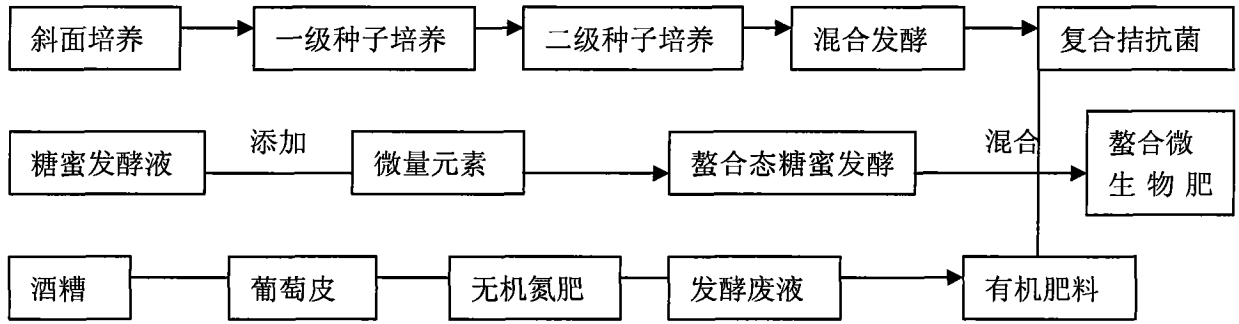 斜面培养
一级种子培养
二级种子培养
混合发酵
复合拮抗菌
糖蜜发酵液
添加
微量元素
螯合态糖蜜发酵
混合
螯合微
生物肥
酒糟
葡萄皮
无机氮肥
发酵废液
有机肥料